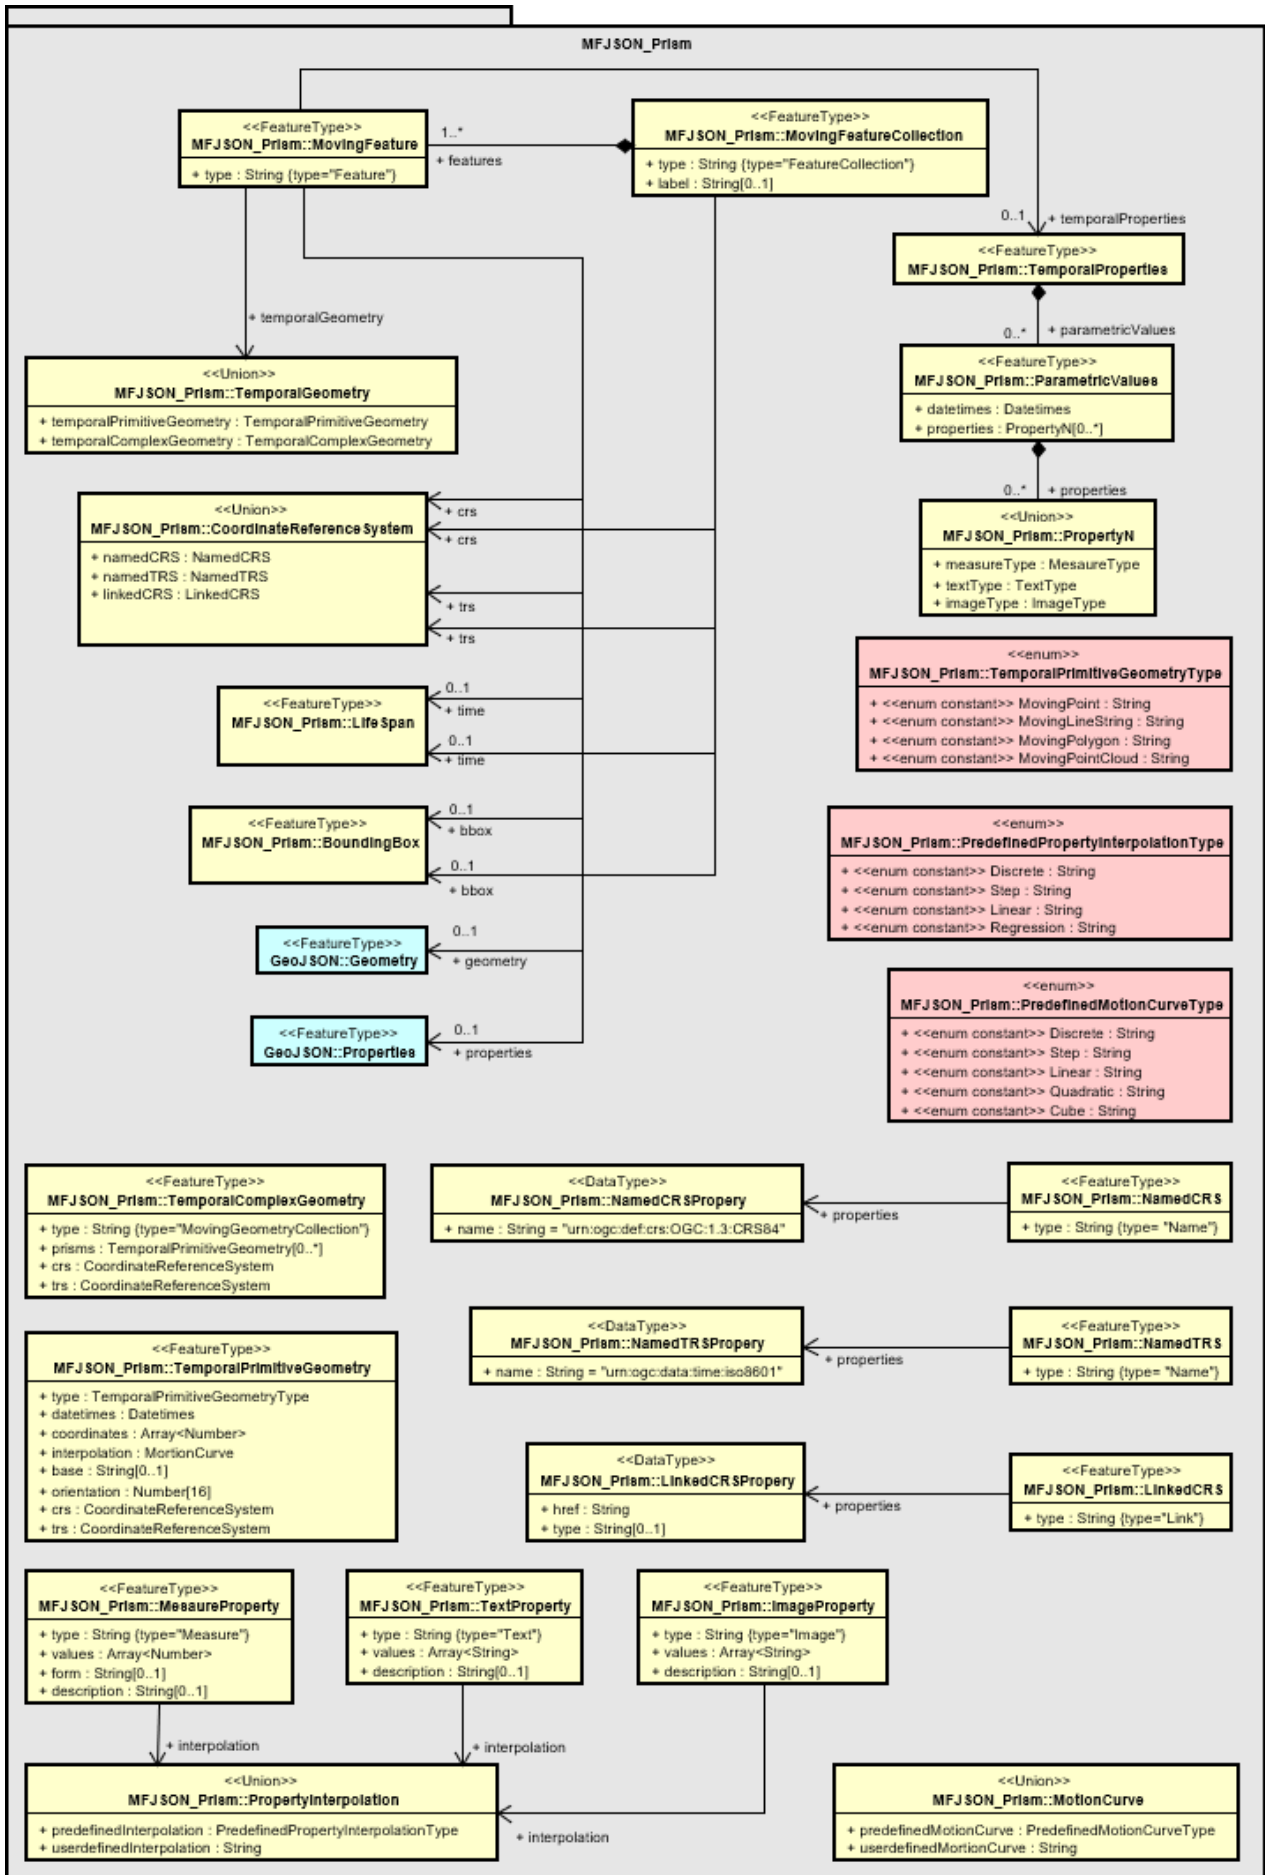 MFJSON_Prism
<<FeatureType>>
MFJSON_Prism::MovingFeature
+ type : String {type="Feature"}
1..*
+ features
<<FeatureType>>
MFJSON_Prism::MovingFeatureCollection
+ type : String {type="FeatureCollection"}
+ label : String[0..1]
0..1
+ temporalProperties
<<FeatureType>>
MFJSON_Prism::TemporalProperties
0..*
+ parametricValues
<<FeatureType>>
MFJSON_Prism::ParametricValues
+ datetimes : Datetimes
+ properties : PropertyN[0..*]
0..*
+ properties
<<Union>>
MFJSON_Prism::PropertyN
+ measureType : MesaureType
+ textType : TextType
+ imageType : ImageType
+ temporalGeometry
<<Union>>
MFJSON_Prism::TemporalGeometry
+ temporalPrimitiveGeometry : TemporalPrimitiveGeometry
+ temporalComplexGeometry : TemporalComplexGeometry
<<Union>>
MFJSON_Prism::CoordinateReferenceSystem
+ namedCRS : NamedCRS
+ namedTRS : NamedTRS
+ linkedCRS : LinkedCRS
+ crs
+ crs
+ trs
+ trs
<<FeatureType>>
MFJSON_Prism::LifeSpan
0..1
+ time
0..1
+ time
<<FeatureType>>
MFJSON_Prism::BoundingBox
0..1
+ bbox
0..1
+ bbox
<<FeatureType>>
GeoJSON::Geometry
0..1
+ geometry
<<FeatureType>>
GeoJSON::Properties
0..1
+ properties
<<enum>>
MFJSON_Prism::TemporalPrimitiveGeometryType
+ <<enum constant>> MovingPoint : String
+ <<enum constant>> MovingLineString : String
+ <<enum constant>> MovingPolygon : String
+ <<enum constant>> MovingPointCloud : String
<<enum>>
MFJSON_Prism::PredefinedPropertyInterpolationType
+ <<enum constant>> Discrete : String
+ <<enum constant>> Step : String
+ <<enum constant>> Linear : String
+ <<enum constant>> Regression : String
<<enum>>
MFJSON_Prism::PredefinedMotionCurveType
+ <<enum constant>> Discrete : String
+ <<enum constant>> Step : String
+ <<enum constant>> Linear : String
+ <<enum constant>> Quadratic : String
+ <<enum constant>> Cube : String
<<FeatureType>>
MFJSON_Prism::TemporalComplexGeometry
+ type : String {type="MovingGeometryCollection"}
+ prisms : TemporalPrimitiveGeometry[0..*]
+ crs : CoordinateReferenceSystem
+ trs : CoordinateReferenceSystem
<<DataType>>
MFJSON_Prism::NamedCRSPropery
+ name : String = "urn:ogc:def:crs:OGC:1.3:CRS84"
+ properties
<<FeatureType>>
MFJSON_Prism::NamedCRS
+ type : String {type= "Name"}
<<FeatureType>>
MFJSON_Prism::TemporalPrimitiveGeometry
+ type : TemporalPrimitiveGeometryType
+ datetimes : Datetimes
+ coordinates : Array<Number>
+ interpolation : MortionCurve
+ base : String[0..1]
+ orientation : Number[16]
+ crs : CoordinateReferenceSystem
+ trs : CoordinateReferenceSystem
<<DataType>>
MFJSON_Prism::NamedTRSPropery
+ name : String = "urn:ogc:data:time:iso8601"
+ properties
<<FeatureType>>
MFJSON_Prism::NamedTRS
+ type : String {type= "Name"}
<<DataType>>
MFJSON_Prism::LinkedCRSPropery
+ href : String
+ type : String[0..1]
+ properties
<<FeatureType>>
MFJSON_Prism::LinkedCRS
+ type : String {type="Link"}
<<FeatureType>>
MFJSON_Prism::MesaureProperty
+ type : String {type="Measure"}
+ values : Array<Number>
+ form : String[0..1]
+ description : String[0..1]
<<FeatureType>>
MFJSON_Prism::TextProperty
+ type : String {type="Text"}
+ values : Array<String>
+ description : String[0..1]
<<FeatureType>>
MFJSON_Prism::ImageProperty
+ type : String {type="Image"}
+ values : Array<String>
+ description : String[0..1]
+ interpolation
+ interpolation
+ interpolation
<<Union>>
MFJSON_Prism::PropertyInterpolation
+ predefinedInterpolation : PredefinedPropertyInterpolationType
+ userdefinedInterpolation : String
<<Union>>
MFJSON_Prism::MotionCurve
+ predefinedMotionCurve : PredefinedMotionCurveType
+ userdefinedMortionCurve : String